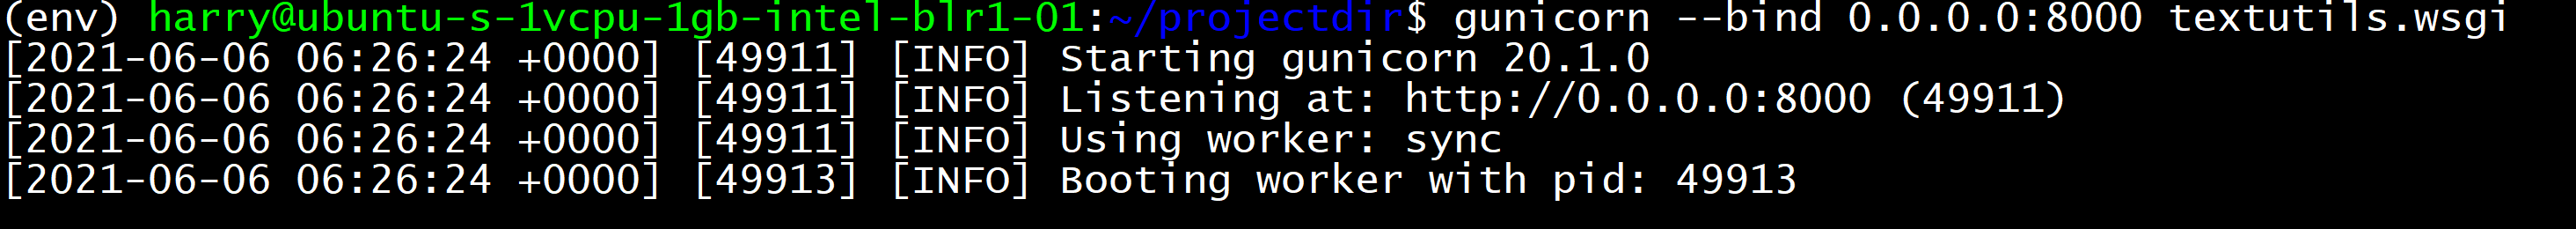 (env) harry@ubuntu-s-1vcpu-1gb-intel-blr1-01:~/projectdir$ gunicorn --bind 0.0.0.0:8000 textutils.wsgi
[2021-06-06 06:26:24 +0000] [49911] [INFO] Starting gunicorn 20.1.0
[2021-06-06 06:26:24 +0000] [49911] [INFO] Listening at: http://0.0.0.0:8000 (49911)
[2021-06-06 06:26:24 +0000] [49911] [INFO] Using worker: sync
[2021-06-06 06:26:24 +0000] [49913] [INFO] Booting worker with pid: 49913